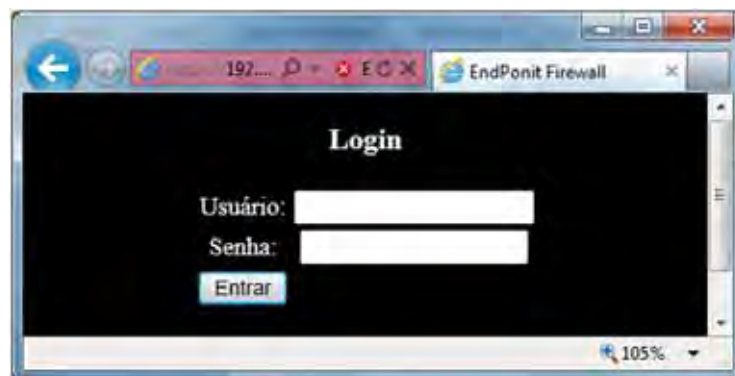 192....
EndPonit Firewall
Login
Usuário:
Senha:
Entrar
105%